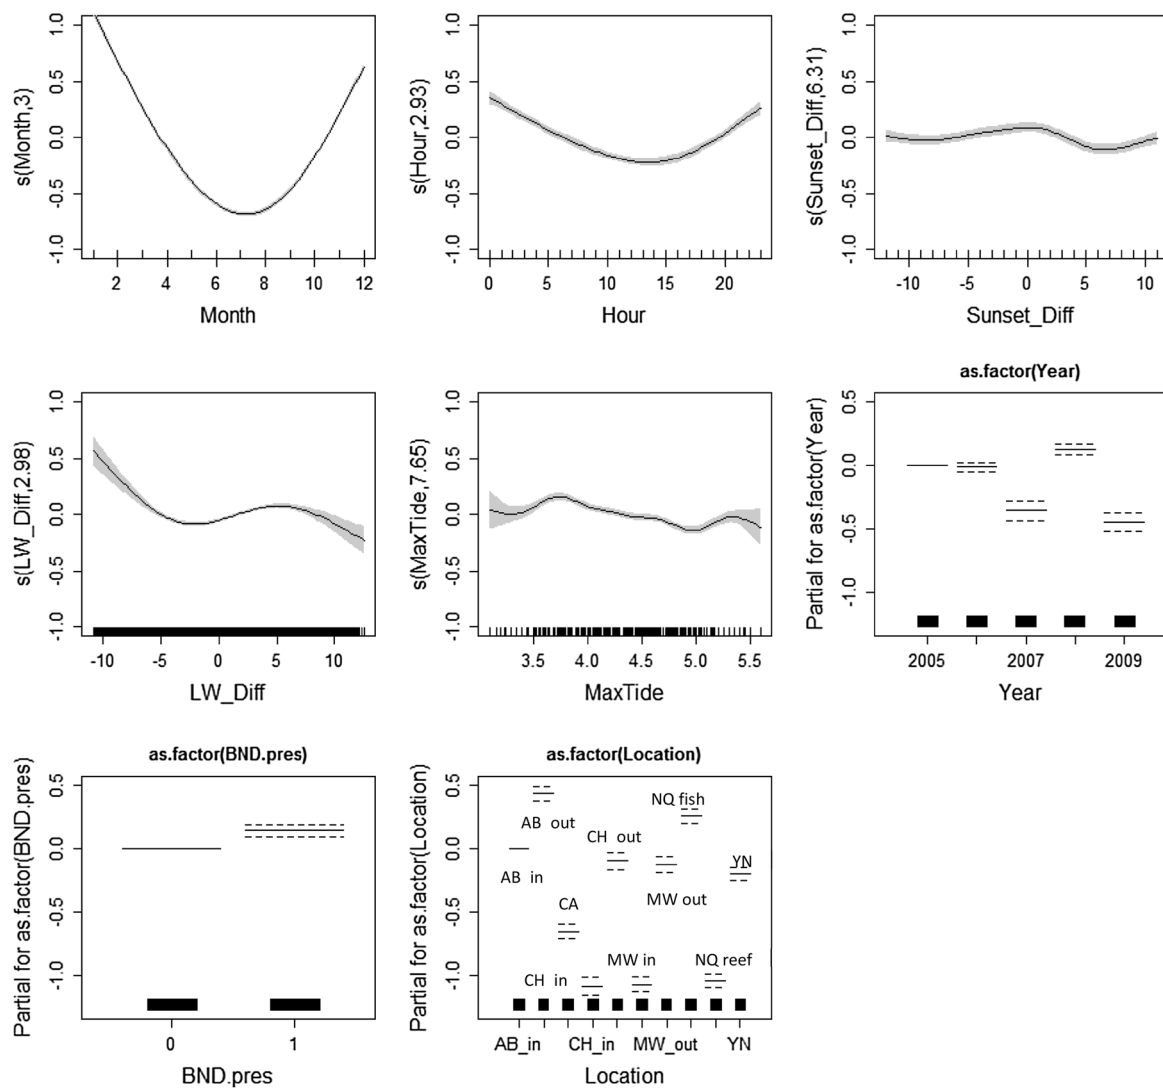 s(Month,3)
1.0
0.5
0.0
-0.5
-1.0
2 4 6 8 10 12
Month
s(Hour,2.93)
1.0
0.5
0.0
-0.5
-1.0
0 5 10 15 20
Hour
s(Sunset_Diff,6.31)
1.0
0.5
0.0
-0.5
-1.0
-10 -5 0 5 10
Sunset_Diff
s(LW_Diff,2.98)
1.0
0.5
0.0
-0.5
-1.0
-10 -5 0 5 10
LW_Diff
s(MaxTide,7.65)
1.0
0.5
0.0
-0.5
-1.0
3.5 4.0 4.5 5.0 5.5
MaxTide
as.factor(Year)
Partial for as.factor(Year)
0.5
0.0
-0.5
-1.0
2005 2007 2009
Year
as.factor(BND.pres)
Partial for as.factor(BND.pres)
0.5
0.0
-0.5
-1.0
0 1
BND.pres
as.factor(Location)
Partial for as.factor(Location)
0.5
0.0
-0.5
-1.0
NQ fish
AB out
CH out
YN
AB in
MW out
CA
MW in
NQ reef
CH in
AB_in CH_in MW_out YN
Location